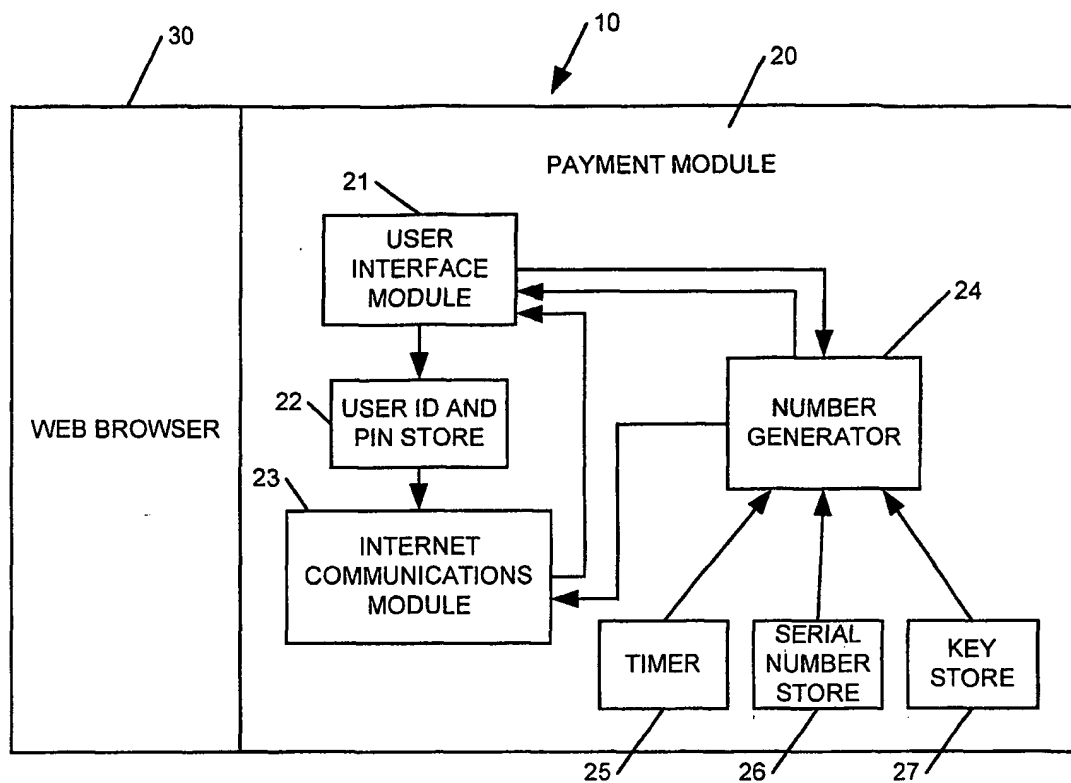 30
10
20
PAYMENT MODULE
21
USER
INTERFACE
MODULE
24
22
USER ID AND
PIN STORE
WEB BROWSER
NUMBER
GENERATOR
23
INTERNET
COMMUNICATIONS
MODULE
TIMER
SERIAL
NUMBER
STORE
KEY
STORE
25
26
27